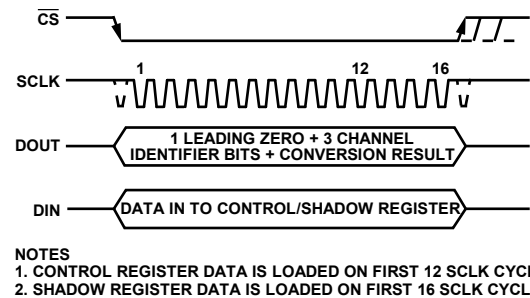 CS
1 12 16
SCLK
DOUT
1 LEADING ZERO + 3 CHANNEL
IDENTIFIER BITS + CONVERSION RESULT
DIN
DATA IN TO CONTROL/SHADOW REGISTER
NOTES
1. CONTROL REGISTER DATA IS LOADED ON FIRST 12 SCLK
2. SHADOW REGISTER DATA IS LOADED ON FIRST 16 SCLK